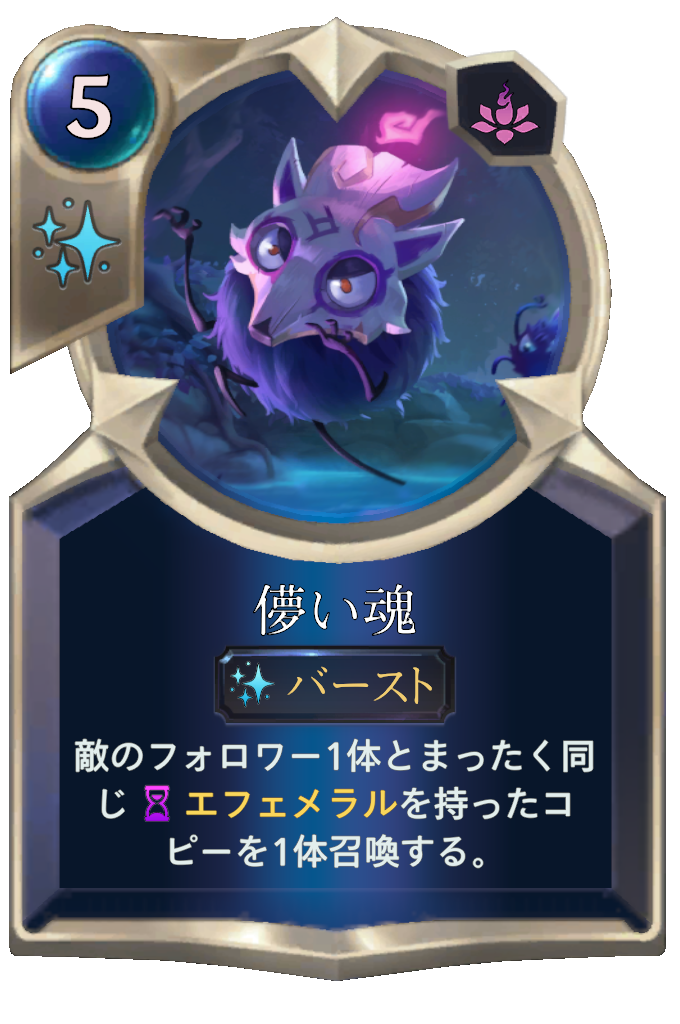 5
儚い魂
バースト
敵のフォロワー1体とまったく同
じ エフェメラルを持ったコ
ピーを1体召喚する。